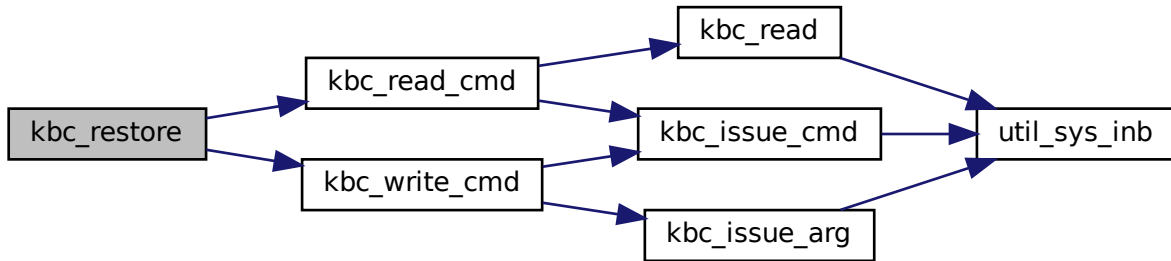 kbc_restore
kbc_read_cmd
kbc_write_cmd
kbc_read
kbc_issue_cmd
kbc_issue_arg
util_sys_inb